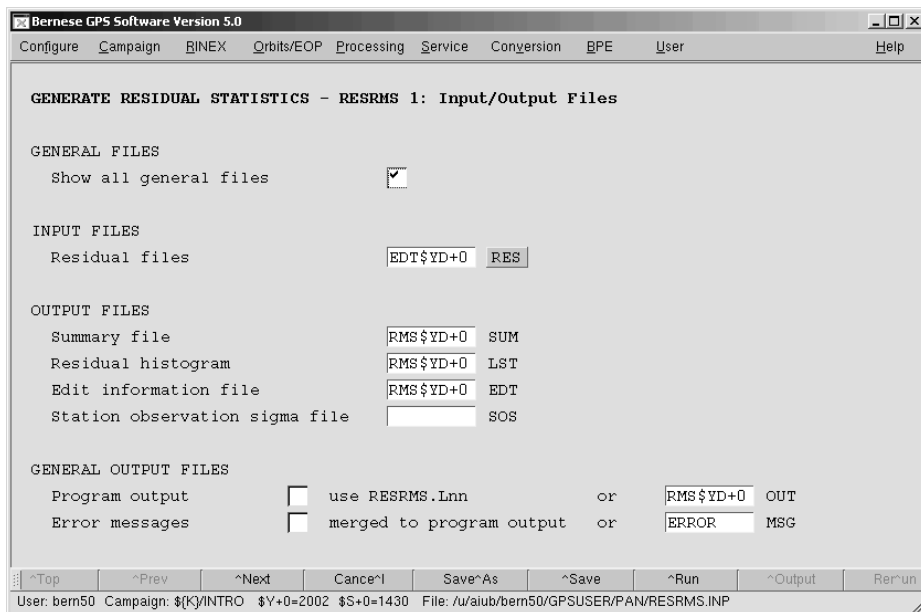 Bernese GPS Software Version 5.0
Configure Campaign RINEX Orbits/EOP Processing Service Conversion BPE User Help
GENERATE RESIDUAL STATISTICS - RESRMS 1: Input/Output Files
GENERAL FILES
Show all general files
INPUT FILES
Residual files EDT$YD+0 RES
OUTPUT FILES
Summary file RMS$YD+0 SUM
Residual histogram RMS$YD+0 LST
Edit information file RMS$YD+0 EDT
Station observation sigma file SOS
GENERAL OUTPUT FILES
Program output use RESRMS.Lnn or RMS$YD+0 OUT
Error messages merged to program output or ERROR MSG
^Top ^Prev ^Next Cance^l Save^As ^Save ^Run ^Output Rer^un
User: bern50 Campaign: ${K}/INTRO $Y+0=2002 $S+0=1430 File: /u/aiub/bern50/GPSUSER/PAN/RESRMS.INP